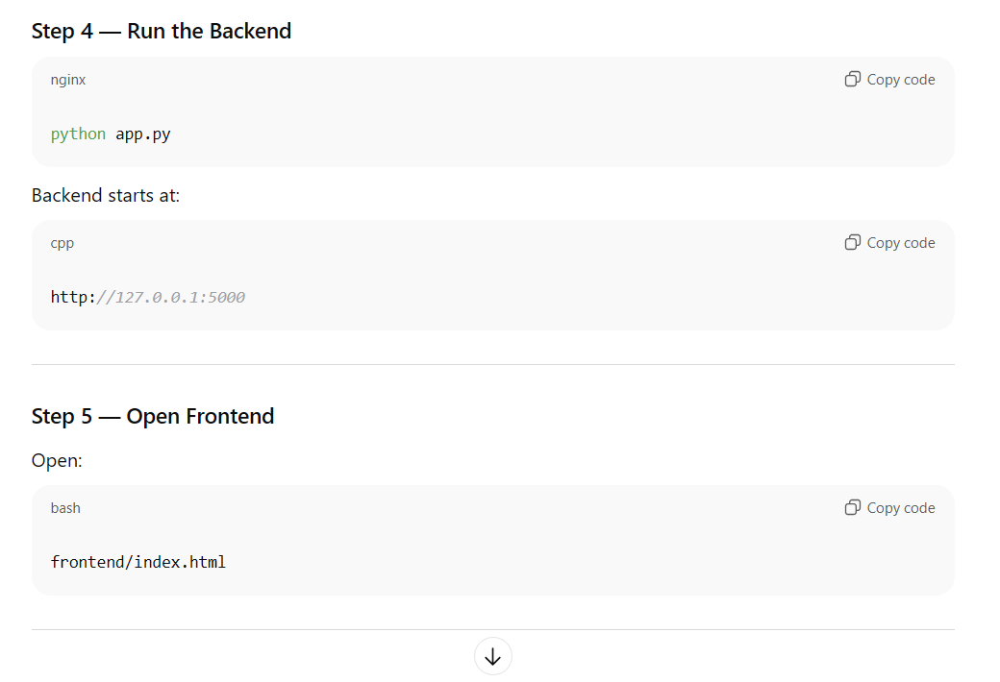 Step 4 — Run the Backend
nginx
Copy code
python app.py
Backend starts at:
cpp
Copy code
http://127.0.0.1:5000
Step 5 — Open Frontend
Open:
bash
Copy code
frontend/index.html